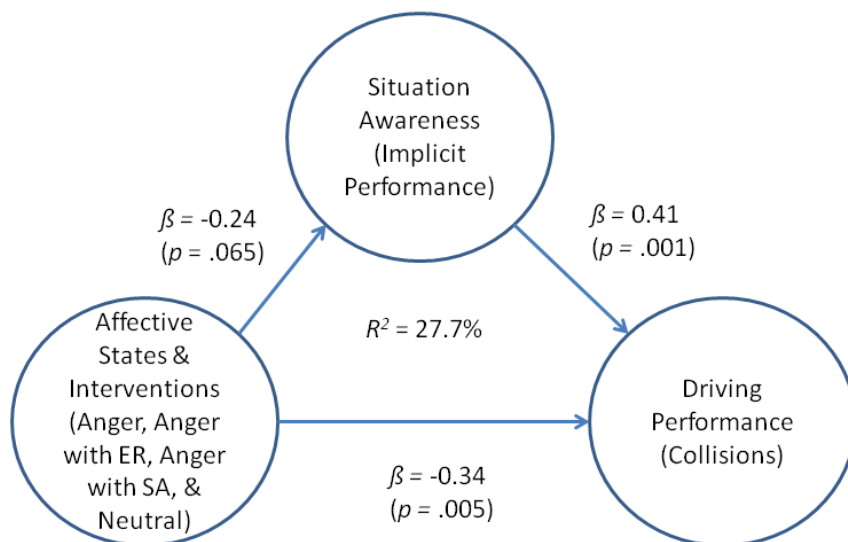 Situation
Awareness
(Implicit
Performance)
ß = -0.24
(p = .065)
ß = 0.41
(p = .001)
R² = 27.7%
Affective
States &
Interventions
(Anger, Anger
with ER, Anger
with SA, &
Neutral)
Driving
Performance
(Collisions)
ß = -0.34
(p = .005)